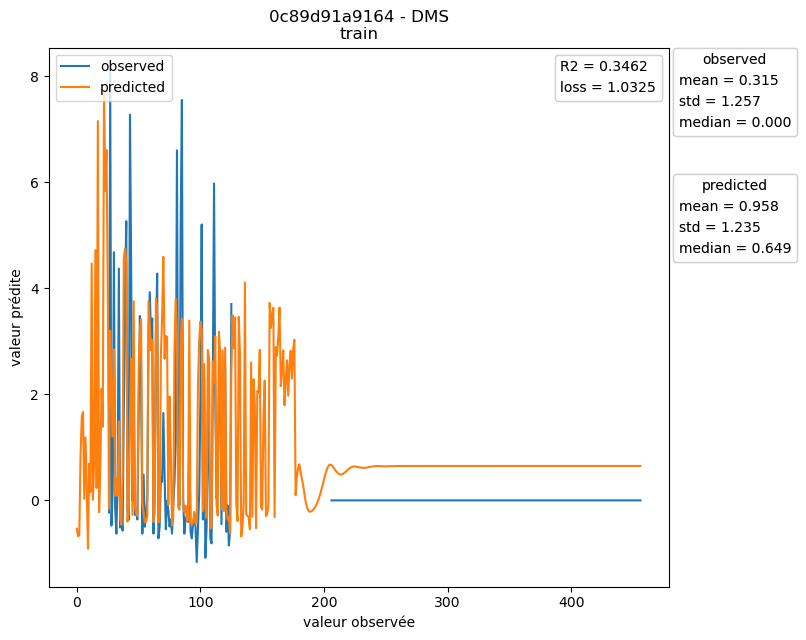 0c89d91a9164 - DMS
train
observed
predicted
R2 = 0.3462
loss = 1.0325
observed
mean = 0.315
std = 1.257
median = 0.000
predicted
mean = 0.958
std = 1.235
median = 0.649
valeur prédite
8
6
4
2
0
0 100 200 300 400
valeur observée